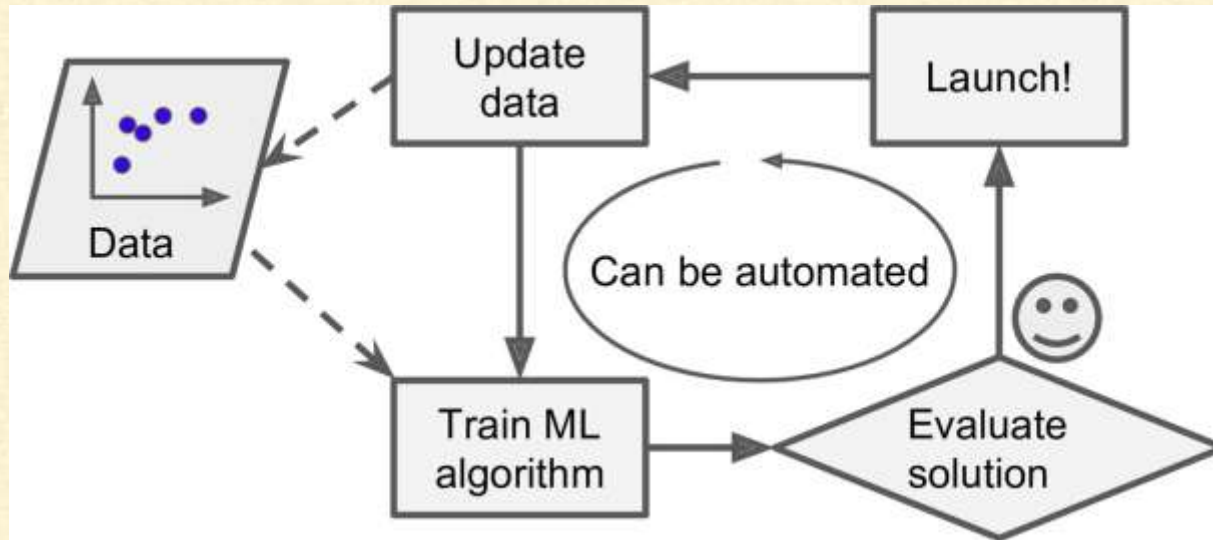 Update
data
Launch!
Data
Can be automated
Train ML
algorithm
Evaluate
solution